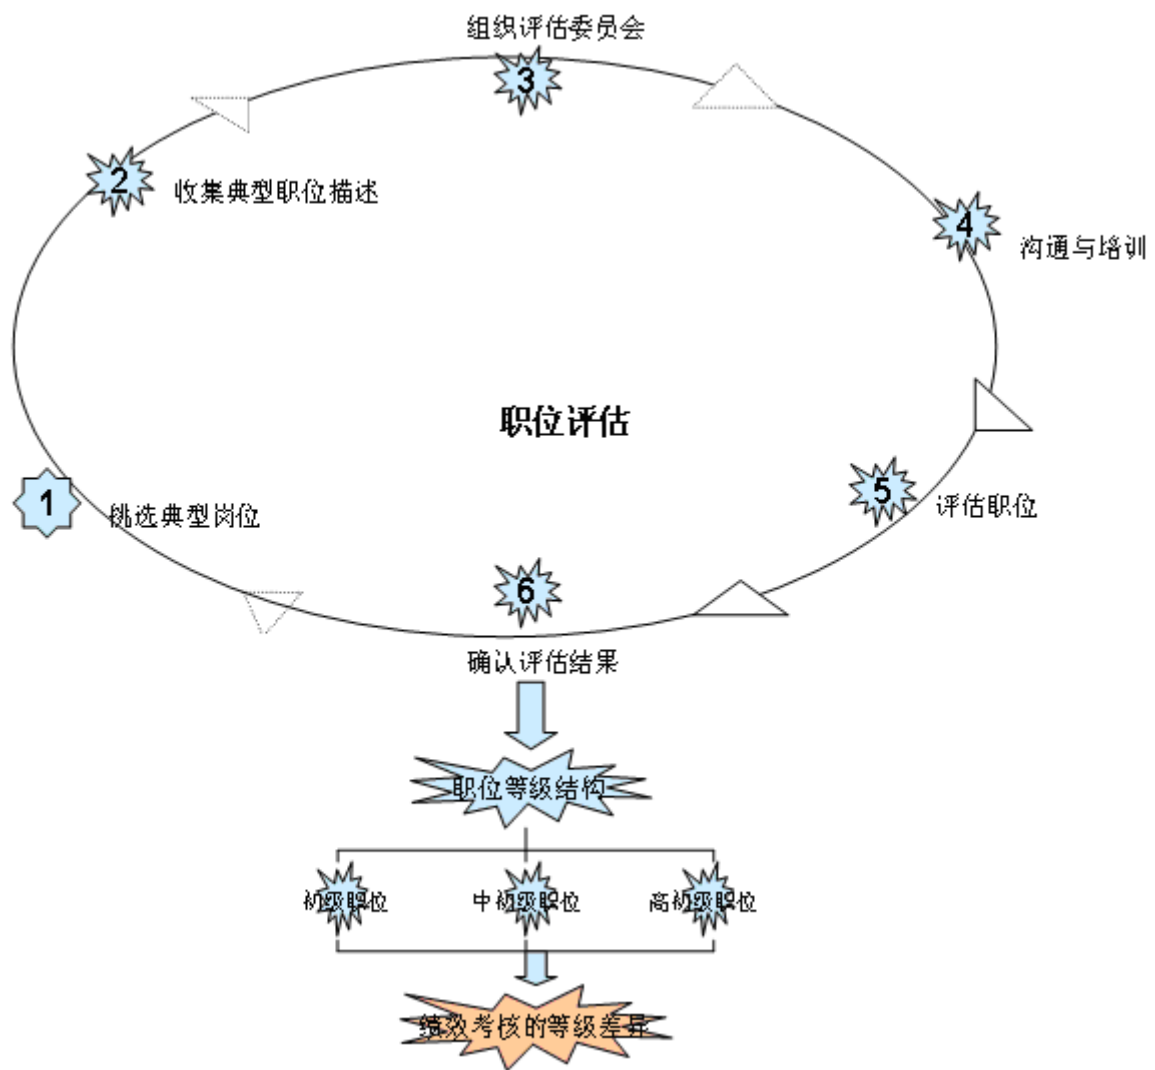 组织评估委员会
3
2
收集典型职位描述
4
沟通与培训
职位评估
1
挑选典型岗位
5
评估职位
6
确认评估结果
职位等级结构
初级职位
中初级职位
高初级职位
绩效考核的等级差异